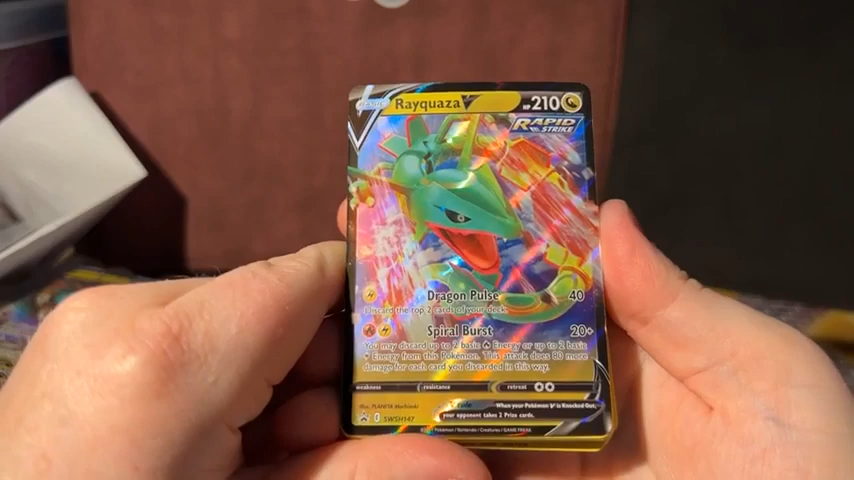 BASIC Rayquaza V HP 210
RAPID
STRIKE
Dragon Pulse 40
Discard the top 2 cards of your deck.
Spiral Burst 20+
You may discard up to 2 basic Energy or up to 2 basic
Energy from this Pokémon. This attack does 80 more
damage for each card you discarded in this way.
weakness resistance retreat
Illus. PLANETA Mochizuki
V rule When your Pokémon V is Knocked Out,
your opponent takes 2 Prize cards.
SWSH147
Pokémon / Nintendo / Creatures / GAME FREAK